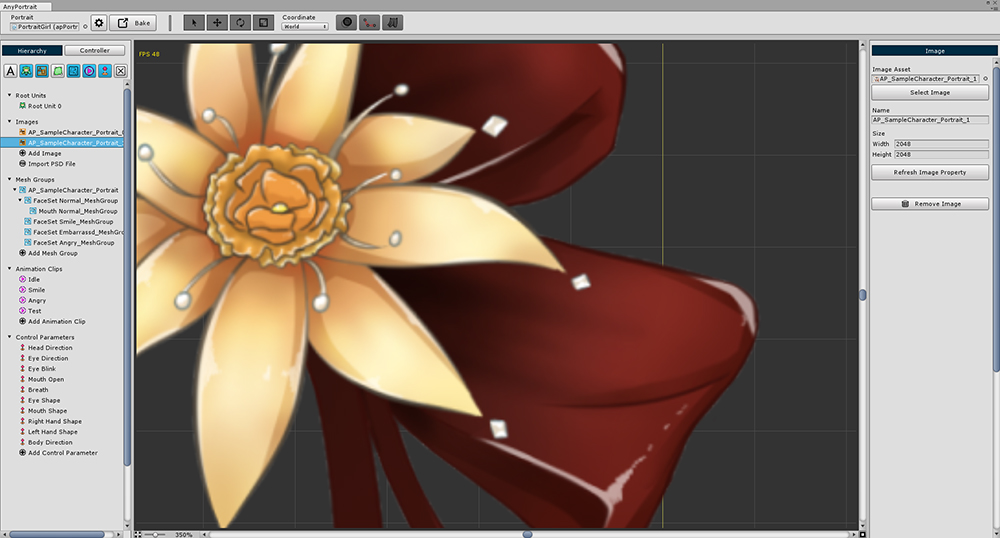 AnyPortrait
Portrait
PortraitGirl (apPortr
Bake
Coordinate
World
Hierarchy
Controller
A
Root Units
Root Unit 0
Images
AP_SampleCharacter_Portrait_
AP_SampleCharacter_Portrait_
Add Image
Import PSD File
Mesh Groups
AP_SampleCharacter_Portrait
FaceSet Normal_MeshGroup
Mouth Normal_MeshGroup
FaceSet Smile_MeshGroup
FaceSet Embarrassd_MeshGro
FaceSet Angry_MeshGroup
Add Mesh Group
Animation Clips
Idle
Smile
Angry
Test
Add Animation Clip
Control Parameters
Head Direction
Eye Direction
Eye Blink
Mouth Open
Breath
Eye Shape
Mouth Shape
Right Hand Shape
Left Hand Shape
Body Direction
Add Control Parameter
FPS 48
350%
Image
Image Asset
AP_SampleCharacter_Portrait_1
Select Image
Name
AP_SampleCharacter_Portrait_1
Size
Width 2048
Height 2048
Refresh Image Property
Remove Image